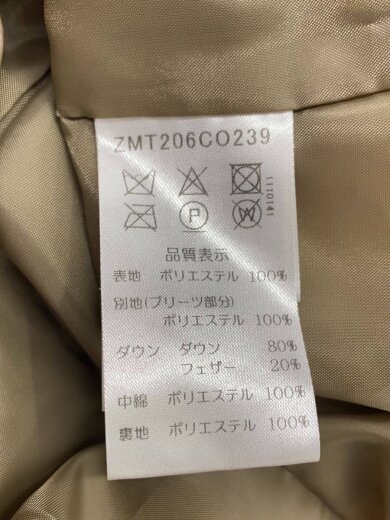 ZMT206CO239
1110141
P
品質表示
表地 ポリエステル 100%
別地(プリーツ部分)
ポリエステル 100%
ダウン ダウン 80%
フェザー 20%
中綿 ポリエステル 100%
裏地 ポリエステル 100%